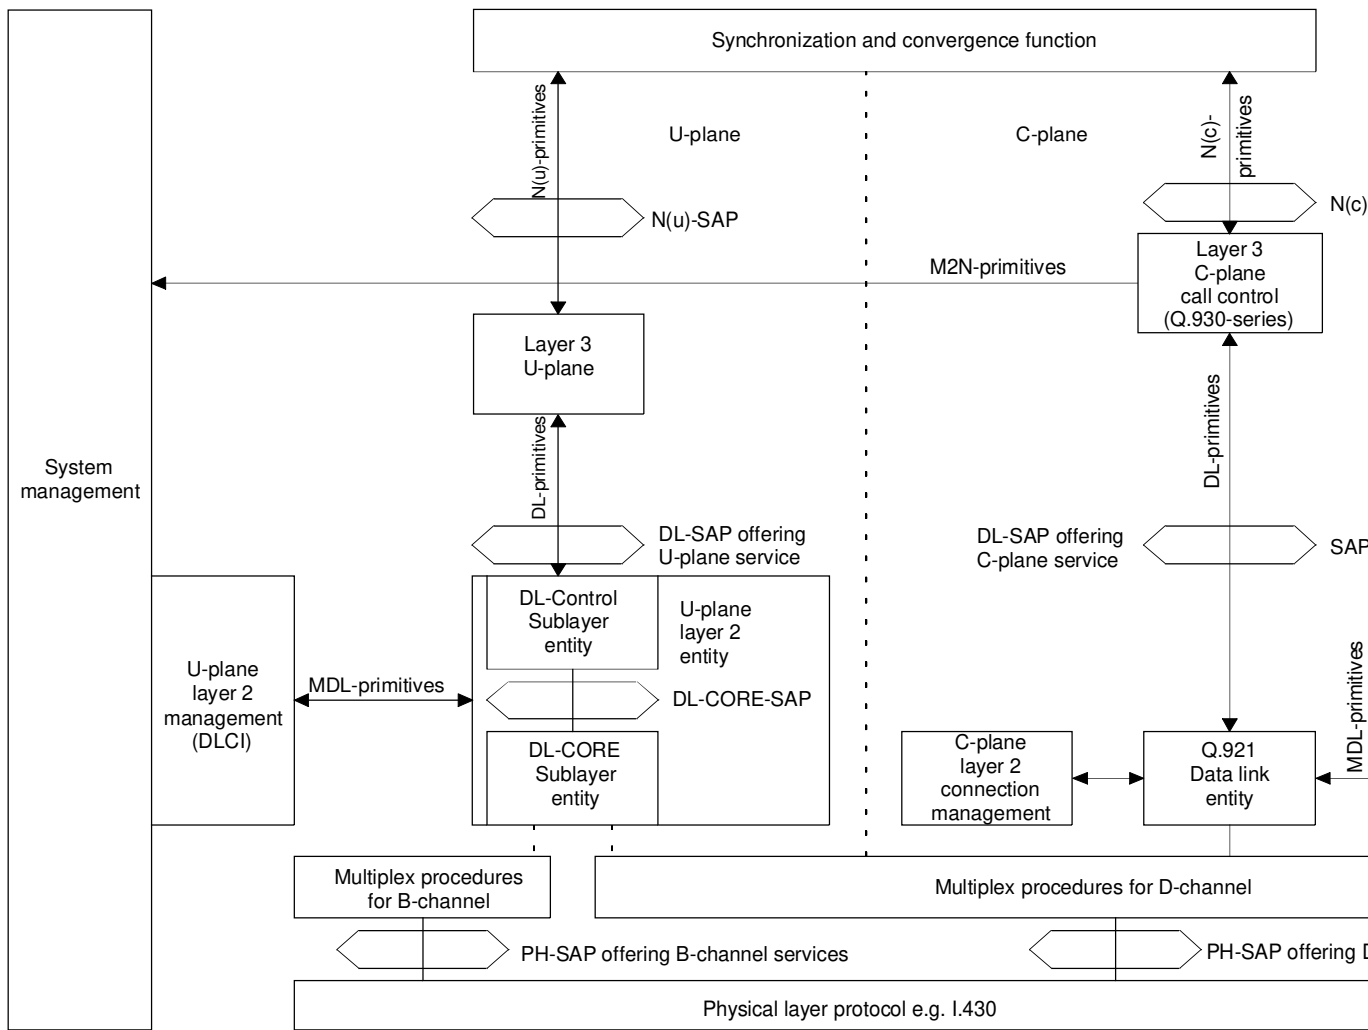 Synchronization and convergence function
N(u)-primitives
U-plane
C-plane
N(c)-
primitives
N(u)-SAP
N(c)
M2N-primitives
Layer 3
C-plane
call control
(Q.930-series)
Layer 3
U-plane
DL-primitives
DL-primitives
System
management
DL-SAP offering
U-plane service
DL-SAP offering
C-plane service
SAP
DL-Control
Sublayer
entity
U-plane
layer 2
entity
U-plane
layer 2
management
(DLCI)
MDL-primitives
DL-CORE-SAP
MDL-primitives
DL-CORE
Sublayer
entity
C-plane
layer 2
connection
management
Q.921
Data link
entity
Multiplex procedures
for B-channel
Multiplex procedures for D-channel
PH-SAP offering B-channel services
PH-SAP offering D
Physical layer protocol e.g. I.430